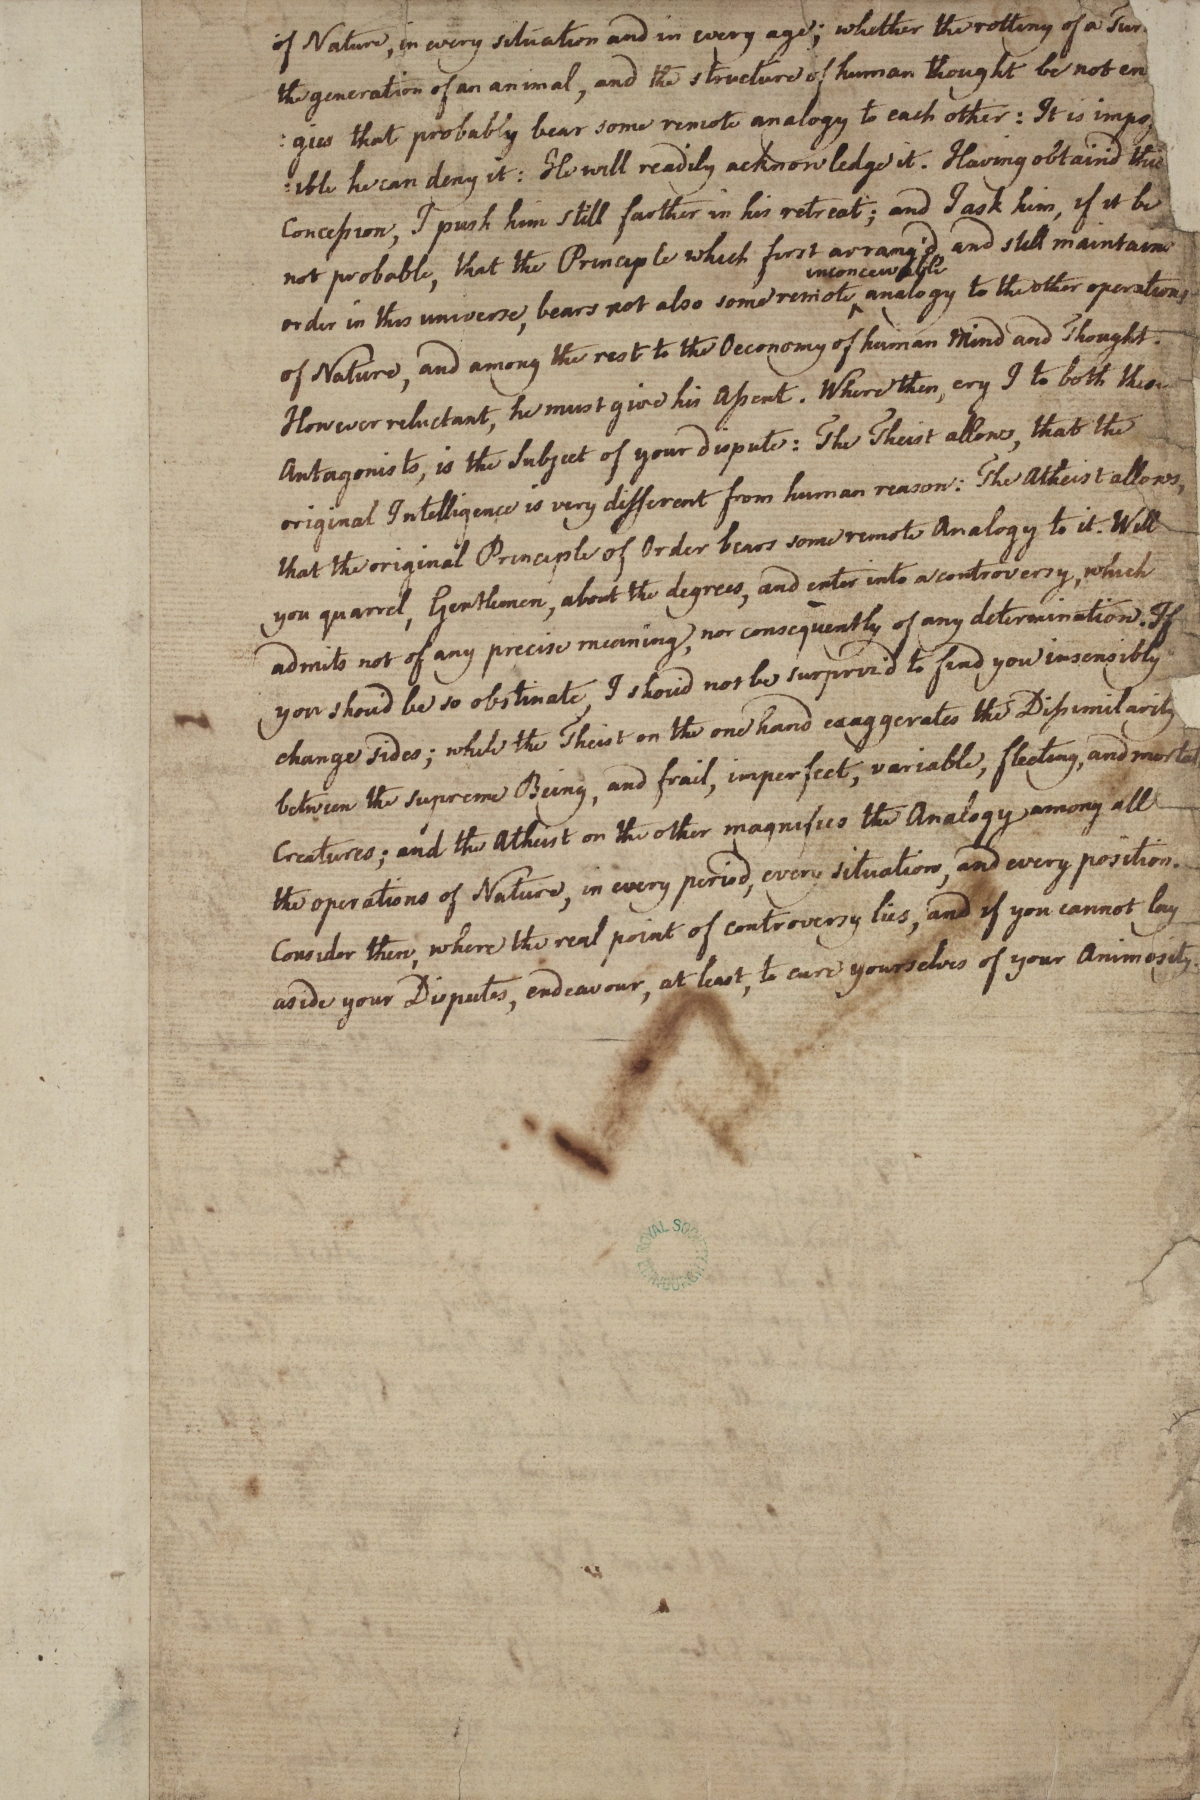 of Nature, in every situation and in every age; whether the rotting of a Tur
the generation of an animal, and the structure of human thought be not en
:gies that probably bear some remote analogy to each other: It is imposs
:ible he can deny it: He will readily acknowledge it. Having obtain'd this
Concession, I push him still farther in his retreat; and I ask him, if it be
not probable, that the Principle which first arrang'd and still maintains
inconceivable
order in this universe, bears not also some remote ‸ analogy to the other operations
of Nature, and among the rest to the Oeconomy of human Mind and Thought.
However reluctant, he must give his Assent. Where then, cry I to both these
Antagonists, is the Subject of your dispute: The Theist allows, that the
original Intelligence is very different from human reason: The Atheist allows,
that the original Principle of Order bears some remote Analogy to it. Will
you quarrel, Gentlemen, about the degrees, and enter into a controversy, which
admits not of any precise meaning, nor consequently of any determination. If
you shou'd be so obstinate, I shou'd not be surpriz'd to find you insensibly
change sides; while the Theist on the one hand exaggerates the Dissimilarity
between the supreme Being, and frail, imperfect, variable, fleeting, and mortal
Creatures; and the Atheist on the other magnifies the Analogy among all
the operations of Nature, in every period, every situation, and every position.
Consider then, where the real point of controversy lies, and if you cannot lay
aside your Disputes, endeavour, at least, to cure yourselves of your Animosity.
ROYAL SOCIETY
EDINBURGH